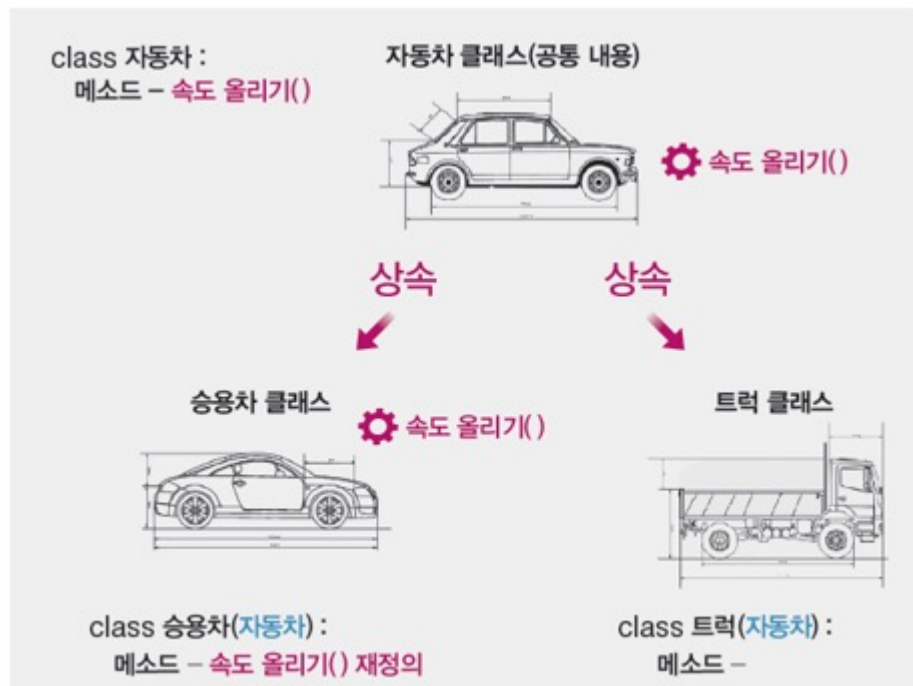 class 자동차 :
메소드 – 속도 올리기( )
자동차 클래스(공통 내용)
속도 올리기( )
상속
상속
승용차 클래스
속도 올리기( )
트럭 클래스
class 승용차(자동차) :
메소드 – 속도 올리기( ) 재정의
class 트럭(자동차) :
메소드 –